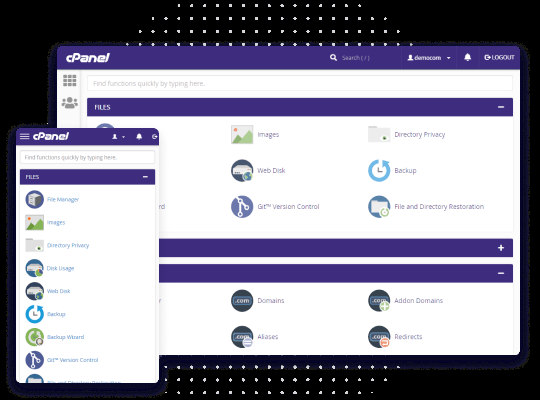 cPanel
Search ( / )
democom
LOGOUT
Find functions quickly by typing here.
FILES
Images
Directory Privacy
Web Disk
Backup
Git™ Version Control
File and Directory Restoration
.com
Domains
.com
Addon Domains
.com
Aliases
.com
Redirects
cPanel
Find functions quickly by typing here.
FILES
File Manager
Images
Directory Privacy
Disk Usage
Web Disk
Backup
Backup Wizard
Git™ Version Control